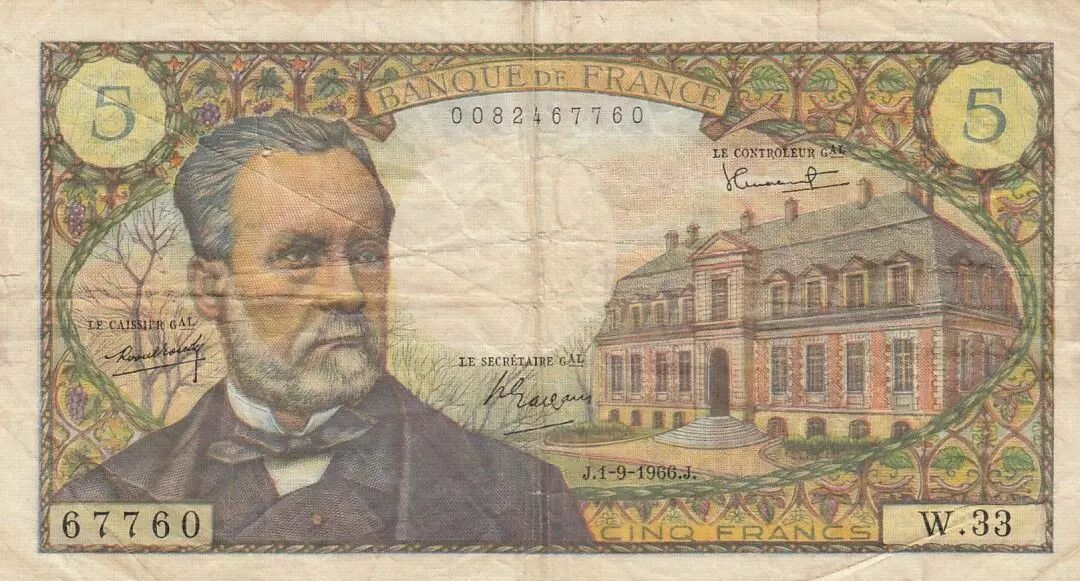 BANQUE DE FRANCE
5
5
0082467760
LE CONTROLEUR GAL
LE CAISSIER GAL
LE SECRÉTAIRE GAL
J.1-9-1966.J.
67760
CINQ FRANCS
W.33